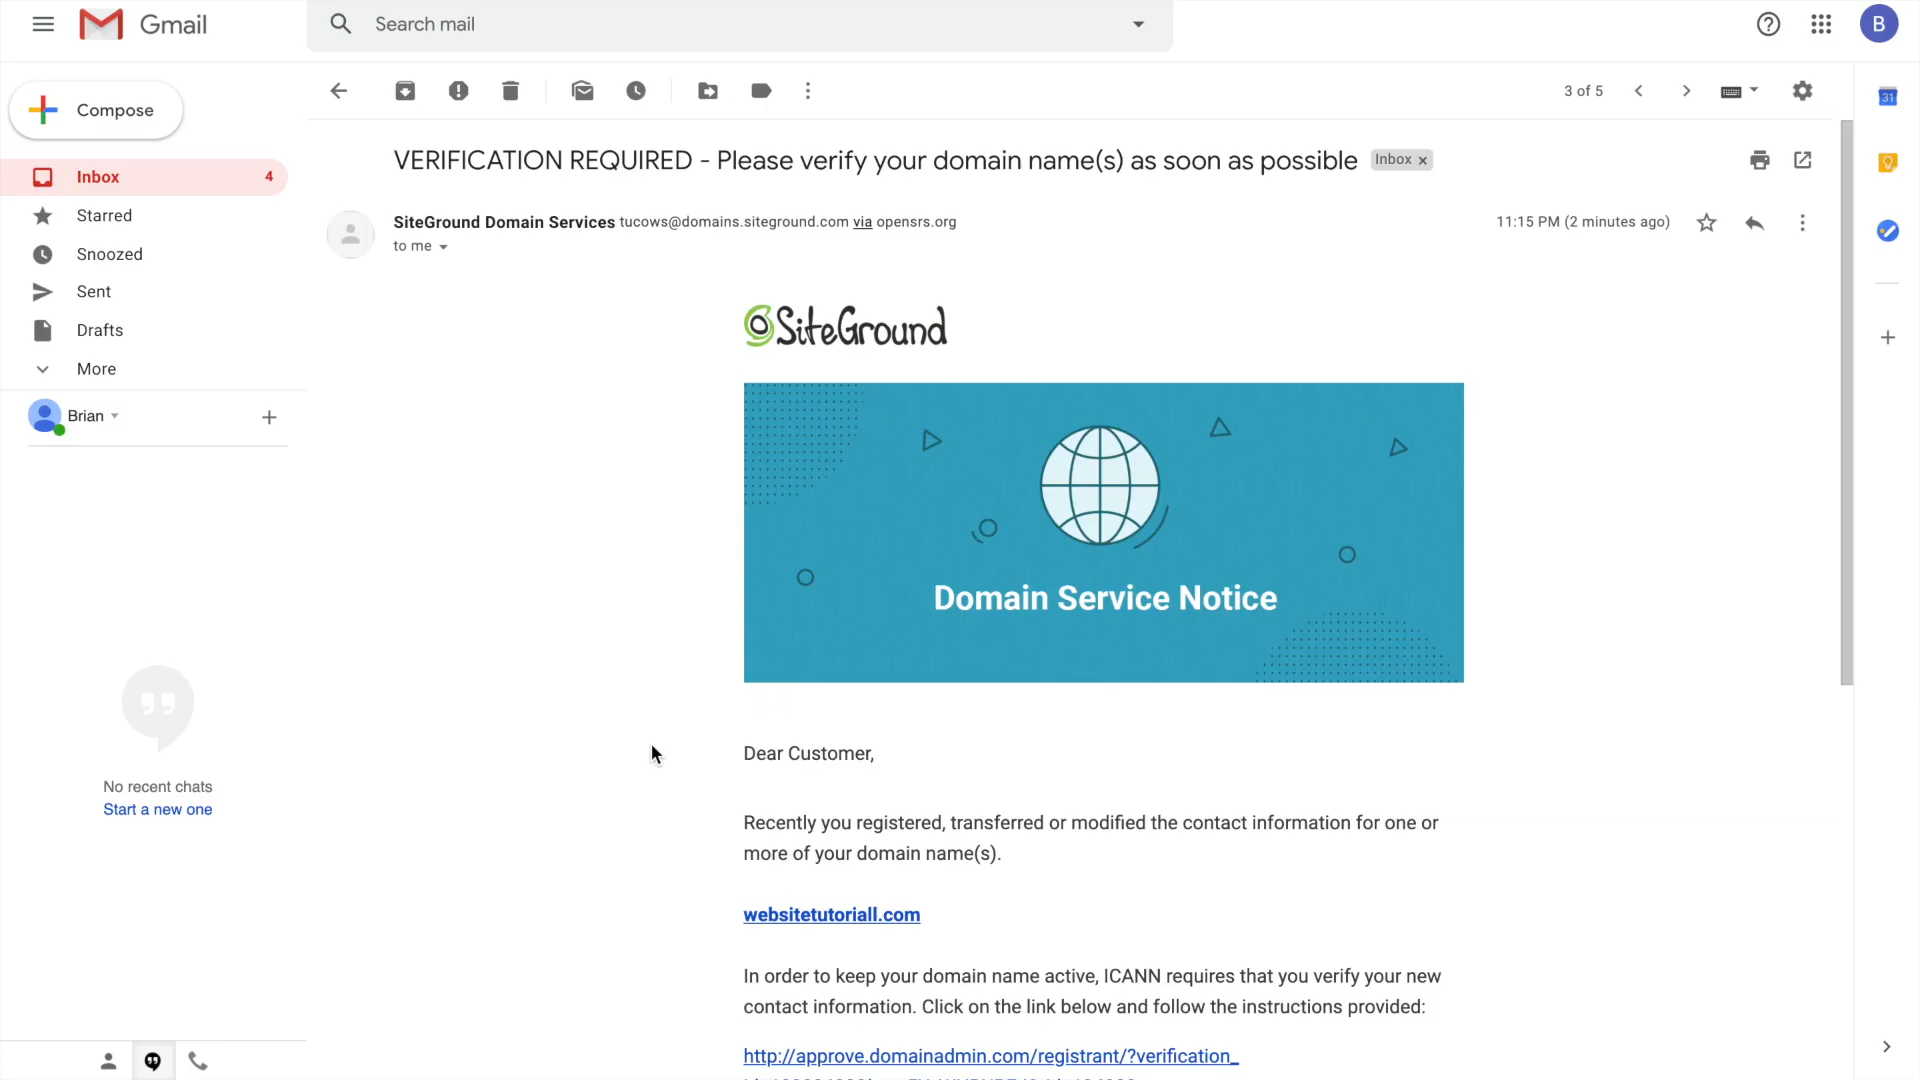 Gmail
Search mail
B
Compose
3 of 5
31
VERIFICATION REQUIRED - Please verify your domain name(s) as soon as possible
Inbox x
Inbox 4
Starred
SiteGround Domain Services tucows@domains.siteground.com via opensrs.org
11:15 PM (2 minutes ago)
to me
Snoozed
Sent
Drafts
More
Brian
SiteGround
Domain Service Notice
No recent chats
Start a new one
Dear Customer,
Recently you registered, transferred or modified the contact information for one or
more of your domain name(s).
websitetutoriall.com
In order to keep your domain name active, ICANN requires that you verify your new
contact information. Click on the link below and follow the instructions provided:
http://approve.domainadmin.com/registrant/?verification_